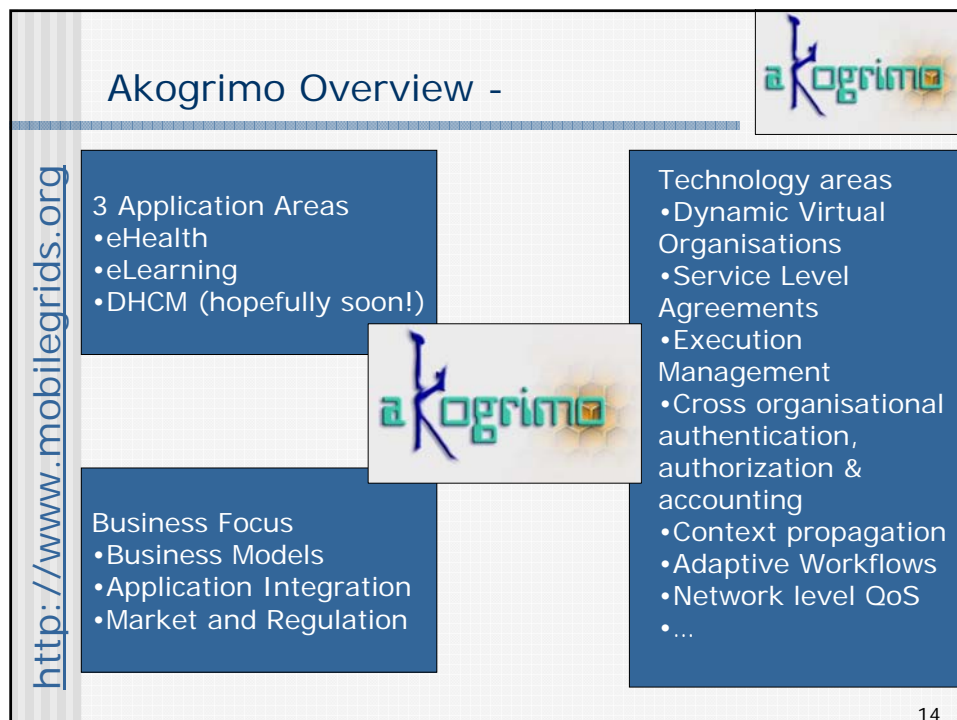 Akogrimo Overview -
akogrimo
http://www.mobilegrids.org
3 Application Areas
•eHealth
•eLearning
•DHCM (hopefully soon!)
akogrimo
Business Focus
•Business Models
•Application Integration
•Market and Regulation
Technology areas
•Dynamic Virtual
Organisations
•Service Level
Agreements
•Execution
Management
•Cross organisational
authentication,
authorization &
accounting
•Context propagation
•Adaptive Workflows
•Network level QoS
•...
14